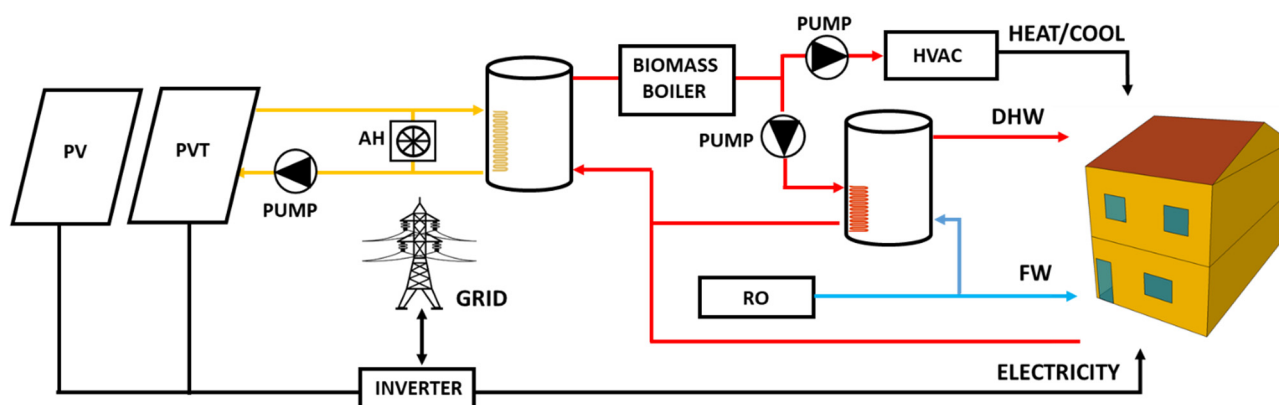 PUMP
HEAT/COOL
BIOMASS
BOILER
HVAC
PV
PVT
AH
PUMP
DHW
PUMP
GRID
RO
FW
INVERTER
ELECTRICITY